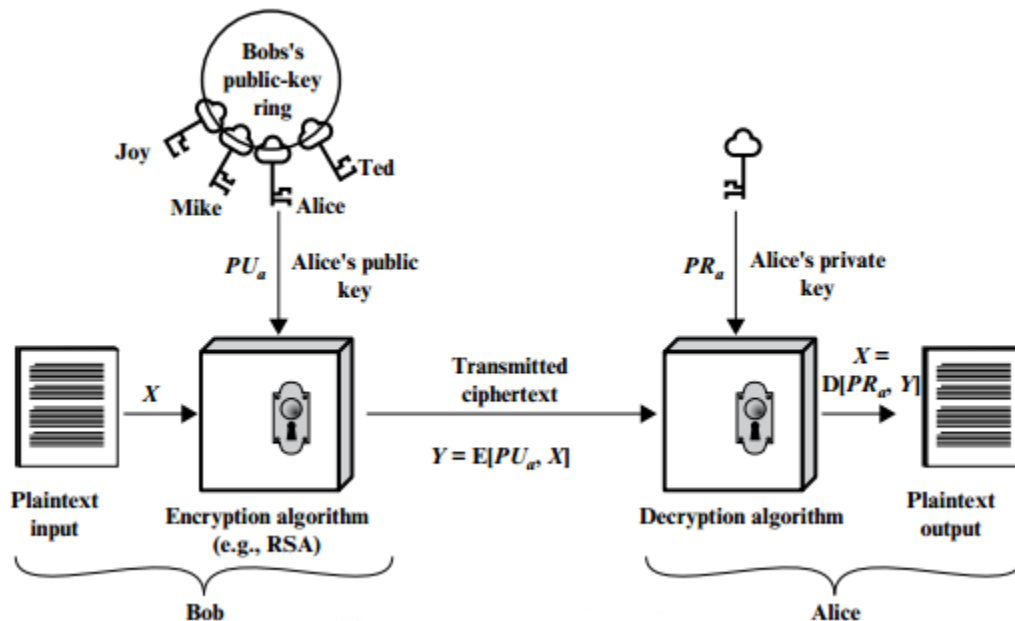 Bobs's
public-key
ring
Joy
Ted
Mike
Alice
PUa
Alice's public
key
PRa
Alice's private
key
X
Transmitted
ciphertext
X =
D[PRa, Y]
Y = E[PUa, X]
Plaintext
input
Encryption algorithm
(e.g., RSA)
Decryption algorithm
Plaintext
output
Bob
Alice